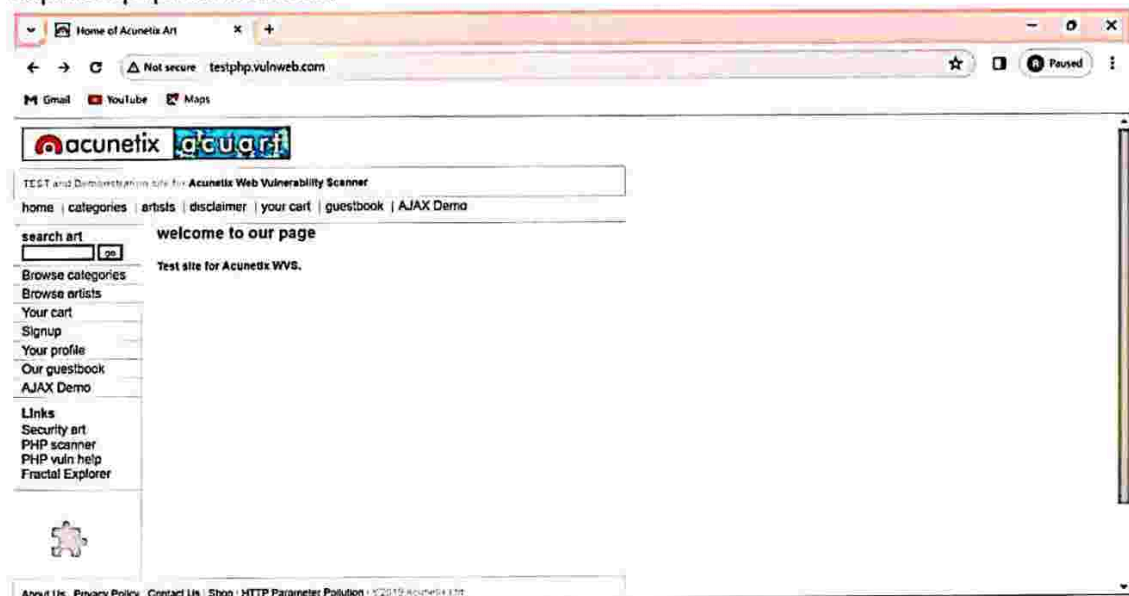 Home of Acunetix Art
Not secure testphp.vulnweb.com
Paused
Gmail YouTube Maps
acunetix acuart
TEST and Demonstration site for Acunetix Web Vulnerability Scanner
home | categories | artists | disclaimer | your cart | guestbook | AJAX Demo
search art
go
Browse categories
Browse artists
Your cart
Signup
Your profile
Our guestbook
AJAX Demo
Links
Security art
PHP scanner
PHP vuln help
Fractal Explorer
welcome to our page
Test site for Acunetix WVS.
About Us | Privacy Policy | Contact Us | Shop | HTTP Parameter Pollution | ©2019 Acunetix Ltd